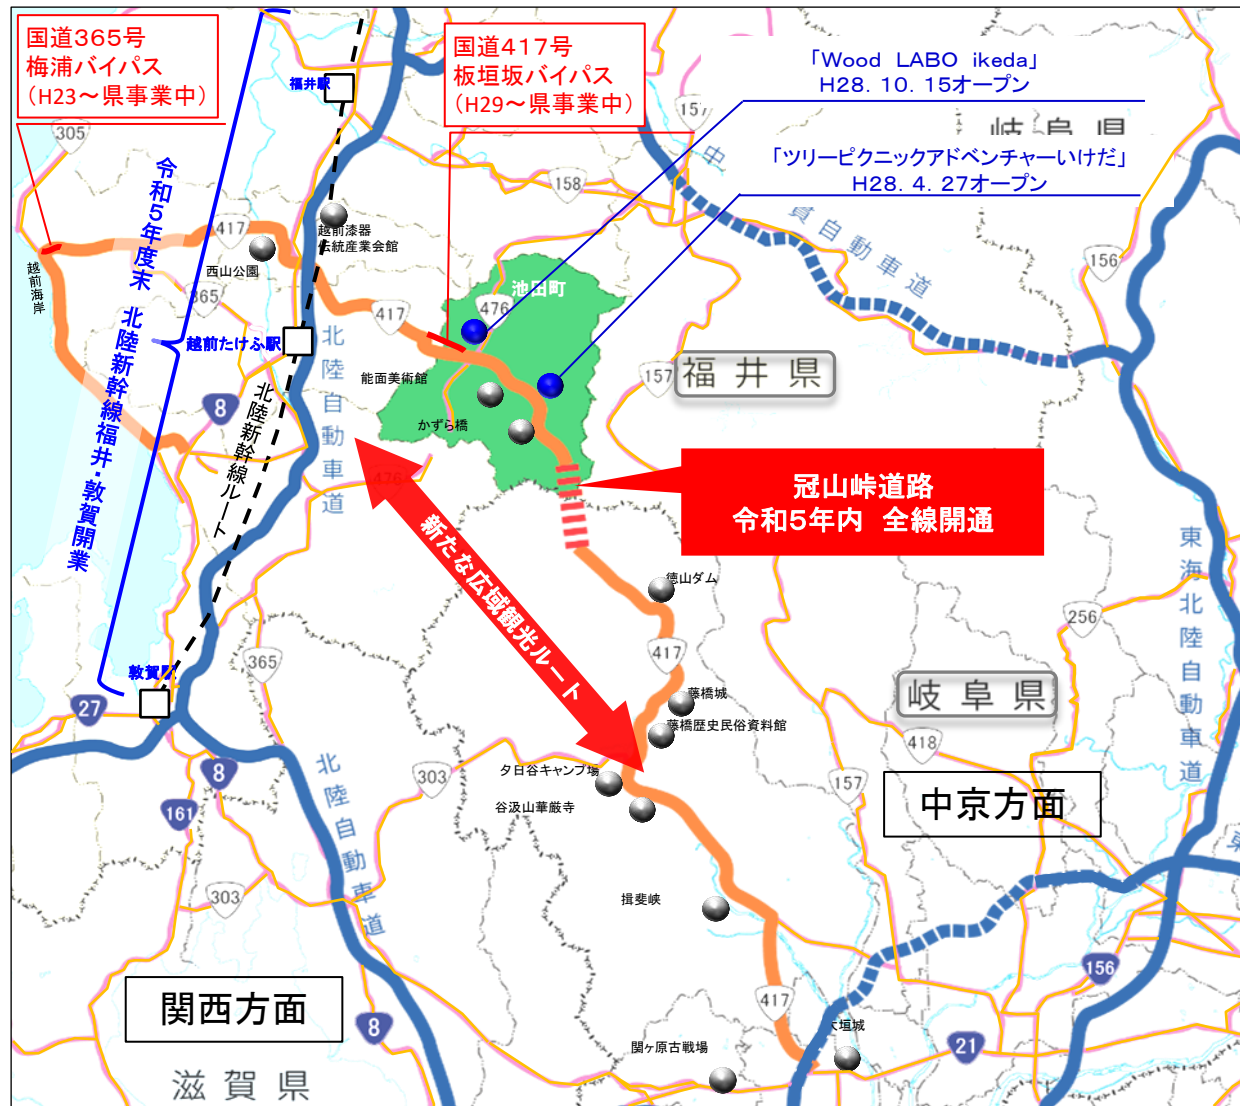 国道365号
梅浦バイパス
（H23～県事業中）
国道417号
板垣坂バイパス
（H29～県事業中）
「Wood LABO ikeda」
H28.10.15オープン
「ツリーピクニックアドベンチャーいけだ」
H28.4.27オープン
福井駅
岐阜県
305
157
中
158
貫自動車道
156
417
越前漆器
伝統産業会館
西山公園
越前海岸
365
令和5年度末 北陸新幹線福井・敦賀開業
越前たけふ駅
北陸新幹線ルート
北陸自動車道
417
476
池田町
能面美術館
かずら橋
157
福井県
8
476
冠山峠道路
令和5年内 全線開通
新たな広域観光ルート
徳山ダム
417
256
東海北陸自動車道
365
敦賀駅
27
藤橋城
藤橋歴史民俗資料館
岐阜県
418
8
303
夕日谷キャンプ場
谷汲山華厳寺
157
中京方面
161
北陸自動車道
東
303
揖斐峡
156
関西方面
417
8
大垣城
関ヶ原古戦場
21
滋賀県